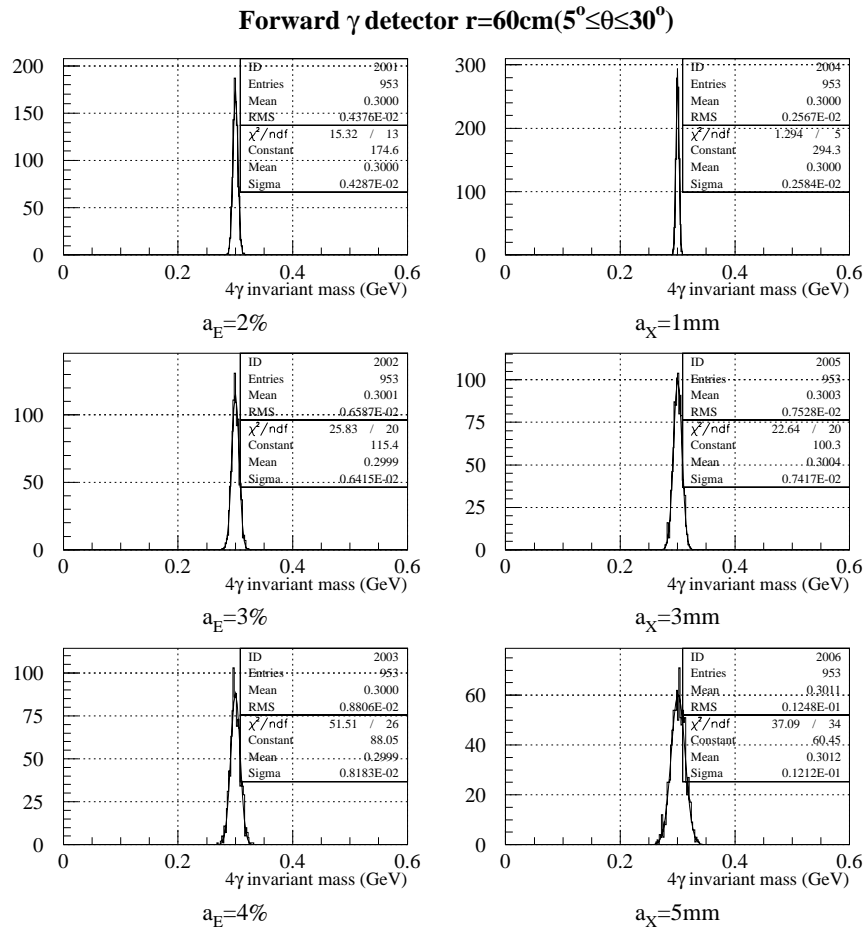 Forward γ detector r=60cm(5°≤θ≤30°)
ID 2001
Entries 953
Mean 0.3000
RMS 0.4376E-02
χ²/ndf 15.32 / 13
Constant 174.6
Mean 0.3000
Sigma 0.4287E-02
200
150
100
50
0
0 0.2 0.4 0.6
4γ invariant mass (GeV)
a_E=2%
ID 2004
Entries 953
Mean 0.3000
RMS 0.2567E-02
χ²/ndf 1.294 / 5
Constant 294.3
Mean 0.3000
Sigma 0.2584E-02
300
200
100
0
0 0.2 0.4 0.6
4γ invariant mass (GeV)
a_X=1mm
ID 2002
Entries 953
Mean 0.3001
RMS 0.6587E-02
χ²/ndf 25.83 / 20
Constant 115.4
Mean 0.2999
Sigma 0.6415E-02
100
50
0
0 0.2 0.4 0.6
4γ invariant mass (GeV)
a_E=3%
ID 2005
Entries 953
Mean 0.3003
RMS 0.7528E-02
χ²/ndf 22.64 / 20
Constant 100.3
Mean 0.3004
Sigma 0.7417E-02
100
75
50
25
0
0 0.2 0.4 0.6
4γ invariant mass (GeV)
a_X=3mm
ID 2003
Entries 953
Mean 0.3000
RMS 0.8806E-02
χ²/ndf 51.51 / 26
Constant 88.05
Mean 0.2999
Sigma 0.8183E-02
100
75
50
25
0
0 0.2 0.4 0.6
4γ invariant mass (GeV)
a_E=4%
ID 2006
Entries 953
Mean 0.3011
RMS 0.1248E-01
χ²/ndf 37.09 / 34
Constant 60.45
Mean 0.3012
Sigma 0.1212E-01
60
40
20
0
0 0.2 0.4 0.6
4γ invariant mass (GeV)
a_X=5mm